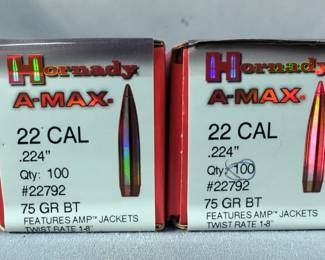 Hornady
A-MAX®
22 CAL
.224"
Qty: 100
#22792
75 GR BT
FEATURES AMP™ JACKETS
TWIST RATE 1-8"
Hornady
A-MAX®
22 CAL
.224"
Qty: 100
#22792
75 GR BT
FEATURES AMP™ JACKETS
TWIST RATE 1-8"